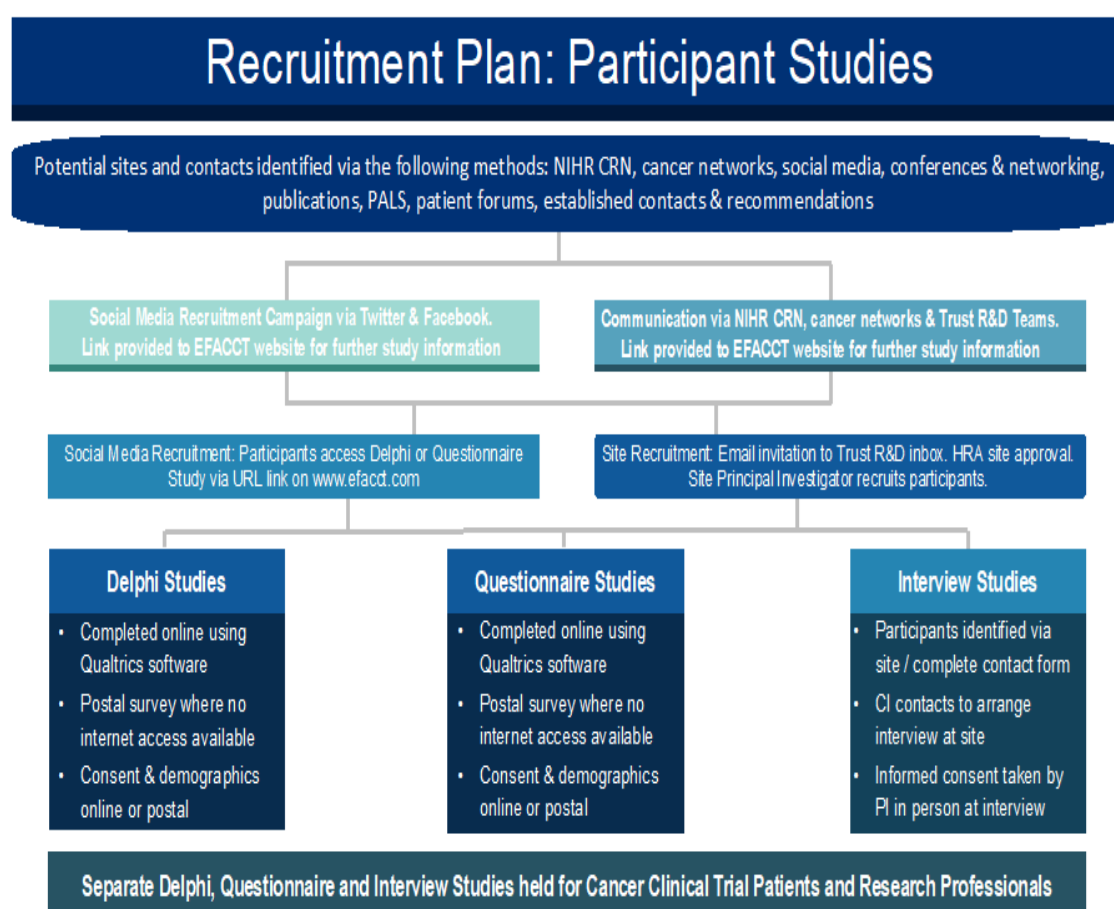 Recruitment Plan: Participant Studies
Potential sites and contacts identified via the following methods: NIHR CRN, cancer networks, social media, conferences & networking,
publications, PALS, patient forums, established contacts & recommendations
Social Media Recruitment Campaign via Twitter & Facebook.
Link provided to EFACCT website for further study information
Communication via NIHR CRN, cancer networks & Trust R&D Teams.
Link provided to EFACCT website for further study information
Social Media Recruitment: Participants access Delphi or Questionnaire
Study via URL link on www.efacct.com
Site Recruitment: Email invitation to Trust R&D inbox. HRA site approval.
Site Principal Investigator recruits participants.
Delphi Studies
• Completed online using
Qualtrics software
• Postal survey where no
internet access available
• Consent & demographics
online or postal
Questionnaire Studies
• Completed online using
Qualtrics software
• Postal survey where no
internet access available
• Consent & demographics
online or postal
Interview Studies
• Participants identified via
site / complete contact form
• CI contacts to arrange
interview at site
• Informed consent taken by
PI in person at interview
Separate Delphi, Questionnaire and Interview Studies held for Cancer Clinical Trial Patients and Research Professionals